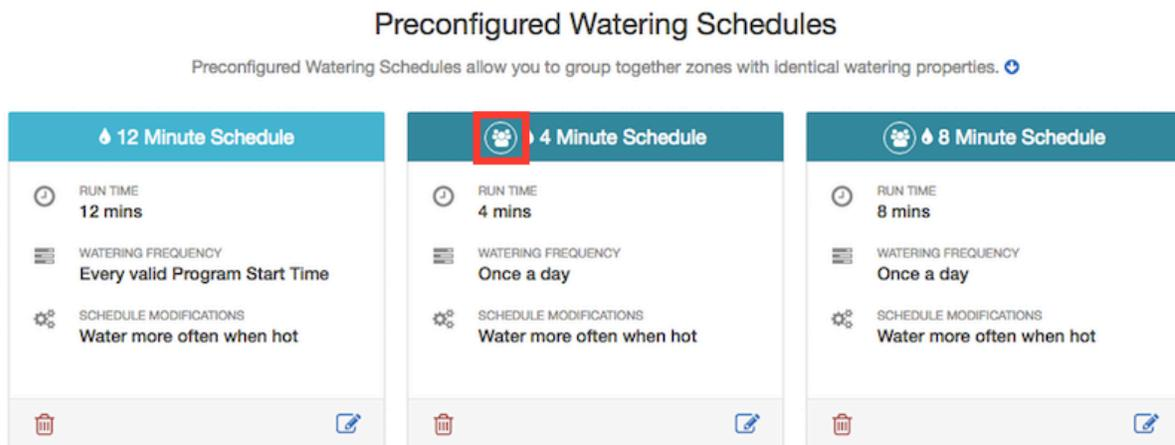 Preconfigured Watering Schedules
Preconfigured Watering Schedules allow you to group together zones with identical watering properties.
12 Minute Schedule
RUN TIME
12 mins
WATERING FREQUENCY
Every valid Program Start Time
SCHEDULE MODIFICATIONS
Water more often when hot
4 Minute Schedule
RUN TIME
4 mins
WATERING FREQUENCY
Once a day
SCHEDULE MODIFICATIONS
Water more often when hot
8 Minute Schedule
RUN TIME
8 mins
WATERING FREQUENCY
Once a day
SCHEDULE MODIFICATIONS
Water more often when hot